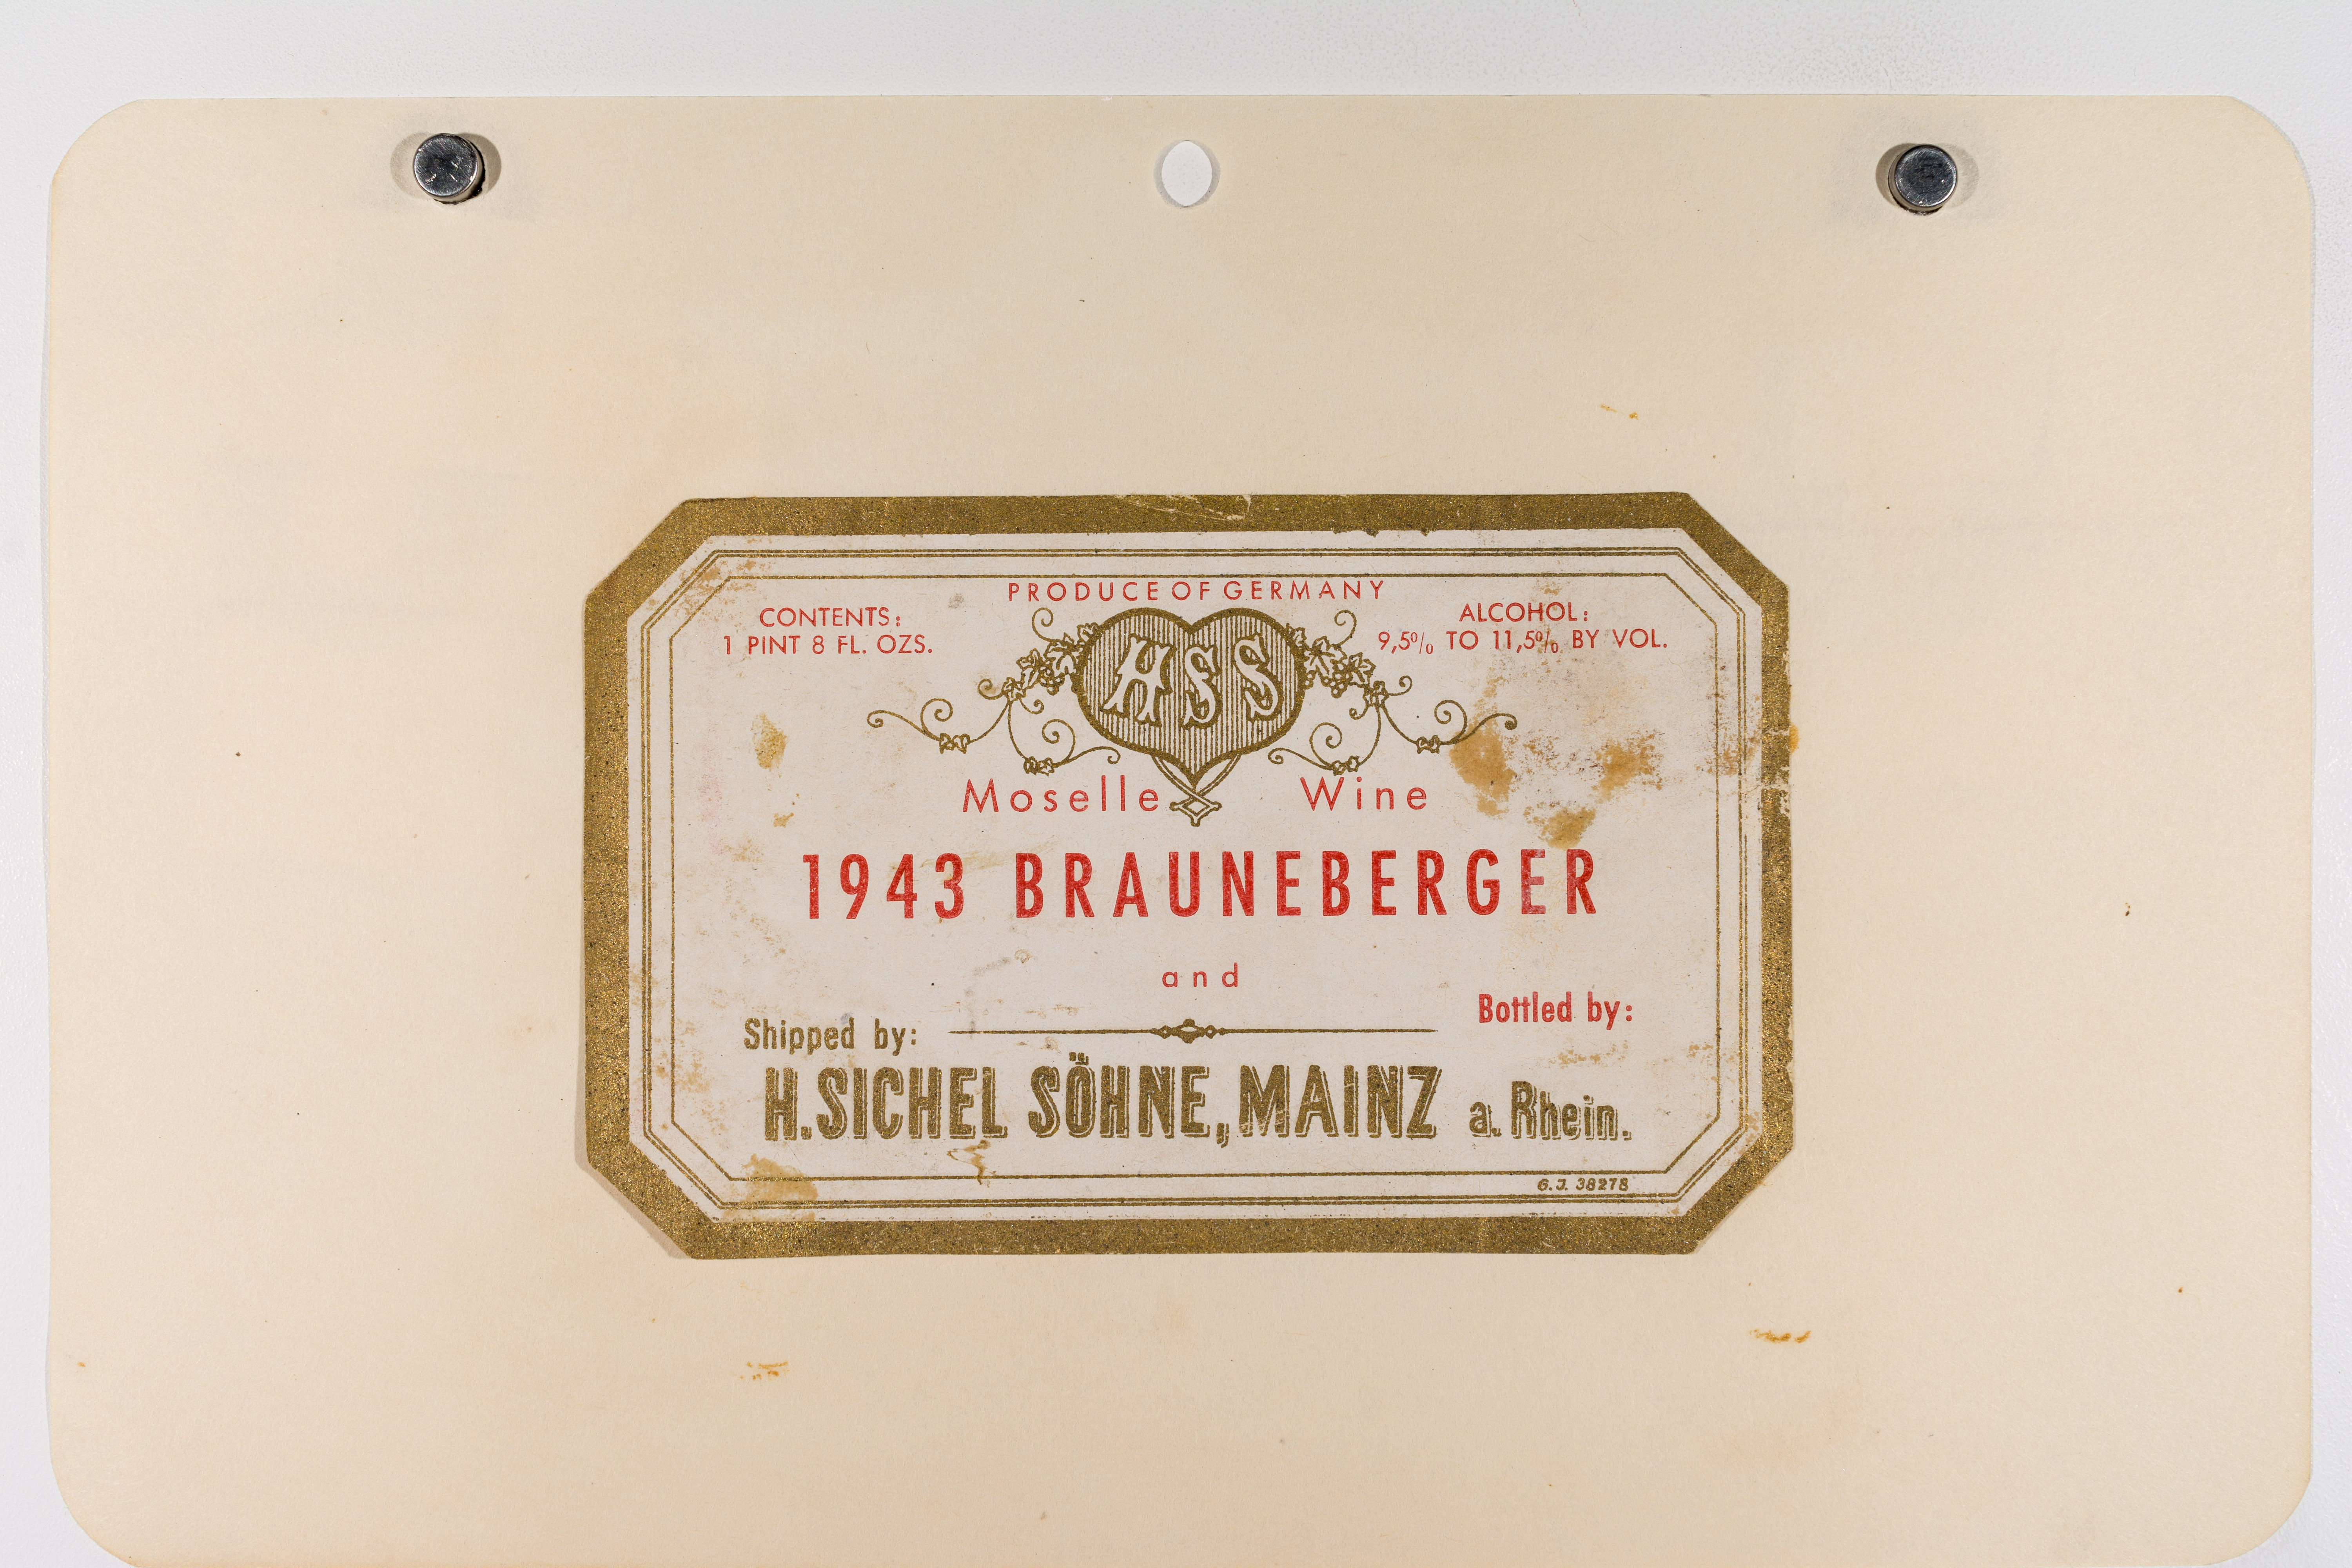 PRODUCE OF GERMANY
CONTENTS:
1 PINT 8 FL. OZS.
ALCOHOL:
9,5% TO 11,5% BY VOL.
HSS
Moselle Wine
1943 BRAUNEBERGER
and
Shipped by:
Bottled by:
H. SICHEL SÖHNE, MAINZ a. Rhein.
G. J. 38278